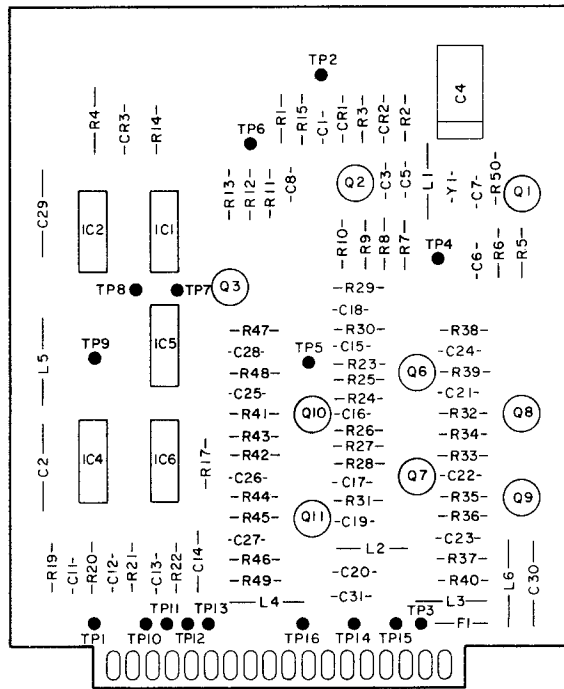 TP2
R4
CR3
R14
R1
R15
C1
CR1
R3
CR2
R2
C4
TP6
C29
R13
R12
R11
C8
Q2
C3
C5
L1
Y1
C7
R50
Q1
IC2
IC1
R10
R9
R8
R7
TP4
C6
R6
R5
TP8
TP7
Q3
R29
C18
L5
TP9
IC5
R47
C28
R48
C25
R41
TP5
R30
C15
R23
R25
R24
C16
Q6
R38
C24
R39
C21
R32
Q10
Q8
C2
IC4
IC6
R17
R43
R42
C26
R44
R45
C27
R46
R49
R26
R27
R28
C17
R31
C19
Q7
R34
R33
C22
R35
R36
C23
R37
R40
Q11
Q9
R19
C11
R20
C12
R21
C13
R22
C14
L2
C20
C31
L6
C30
L4
L3
TP11
TP13
TP3
F1
TP1
TP10
TP12
TP16
TP14
TP15